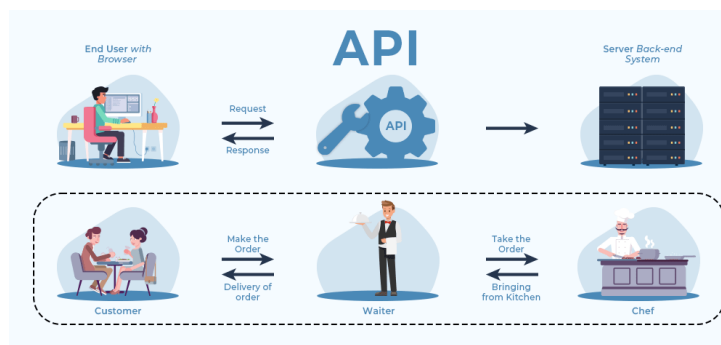 API
End User with
Browser
Server Back-end
System
Request
Response
API
Make the
Order
Delivery of
order
Take the
Order
Bringing
from Kitchen
Customer
Waiter
Chef